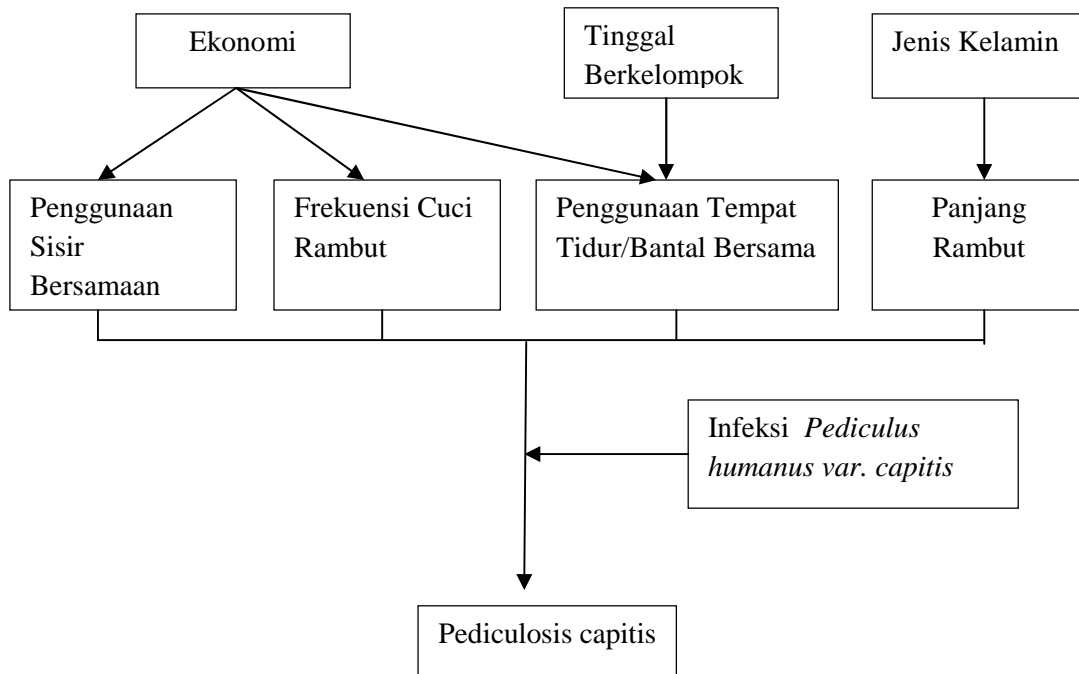 Ekonomi
Tinggal
Berkelompok
Jenis Kelamin
Penggunaan
Sisir
Bersamaan
Frekuensi Cuci
Rambut
Penggunaan Tempat
Tidur/Bantal Bersama
Panjang
Rambut
Infeksi Pediculus
humanus var. capitis
Pediculosis capitis